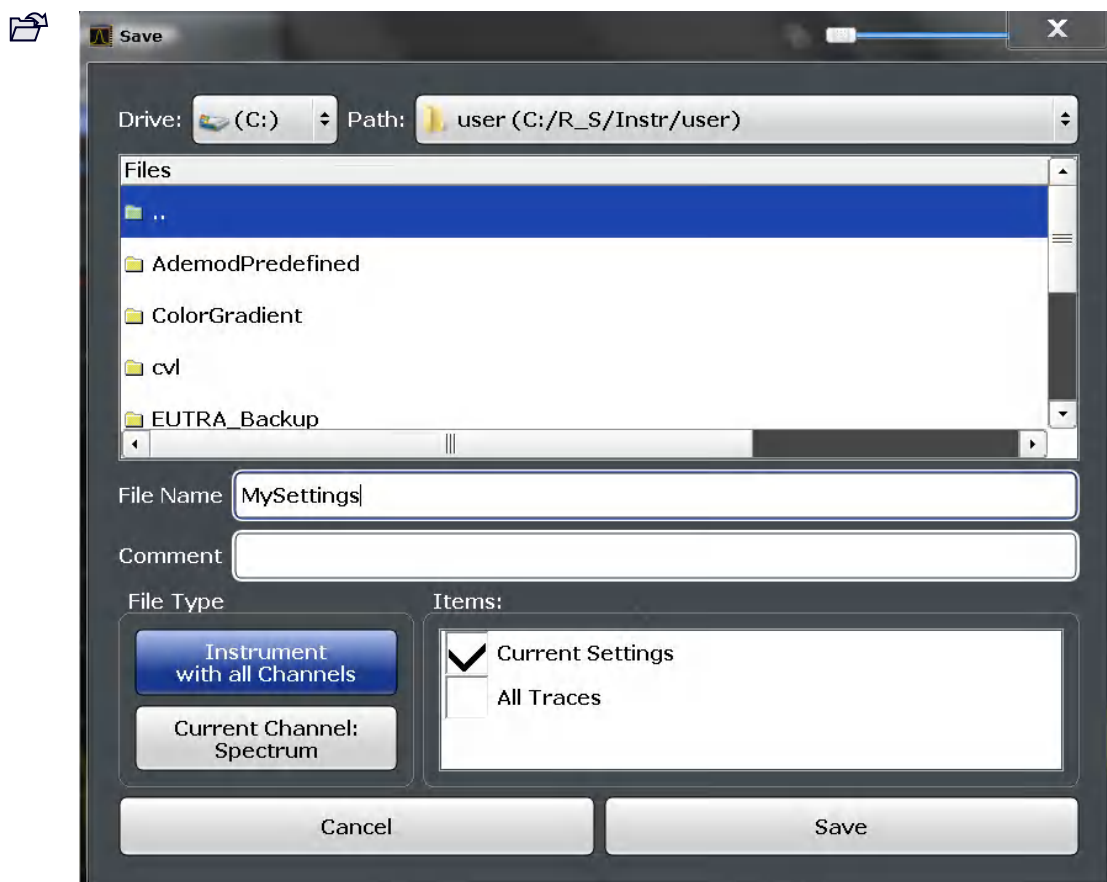 Save
X
Drive: (C:) Path: user (C:/R_S/Instr/user)
Files
..
AdemodPredefined
ColorGradient
cvl
EUTRA_Backup
File Name MySettings
Comment
File Type Items:
Instrument
with all Channels
Current Channel:
Spectrum
Current Settings
All Traces
Cancel Save